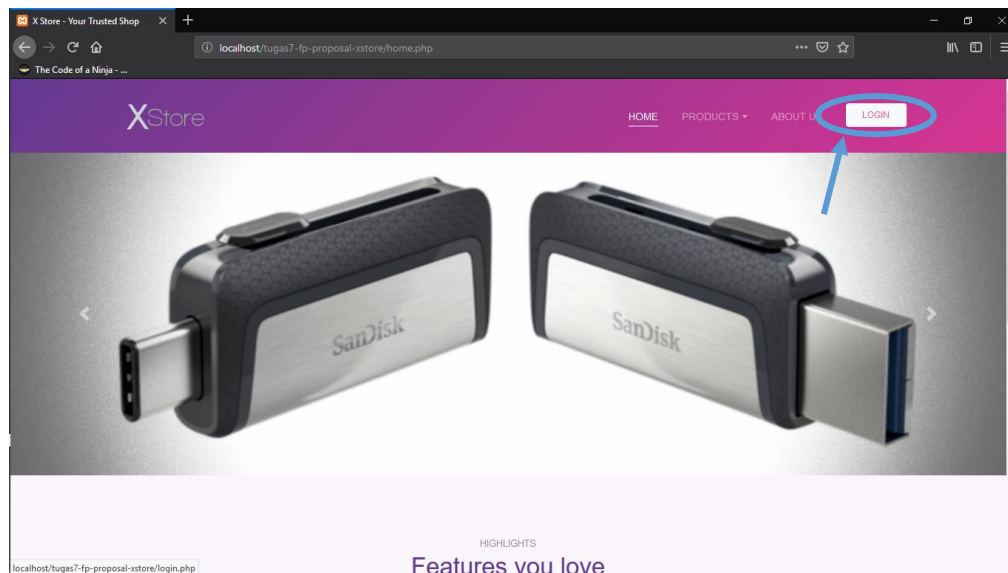 X Store - Your Trusted Shop
localhost/tugas7-fp-proposal-xstore/home.php
The Code of a Ninja - ...
XStore
HOME PRODUCTS ABOUT U LOGIN
SanDisk SanDisk
HIGHLIGHTS
Features you love
localhost/tugas7-fp-proposal-xstore/login.php